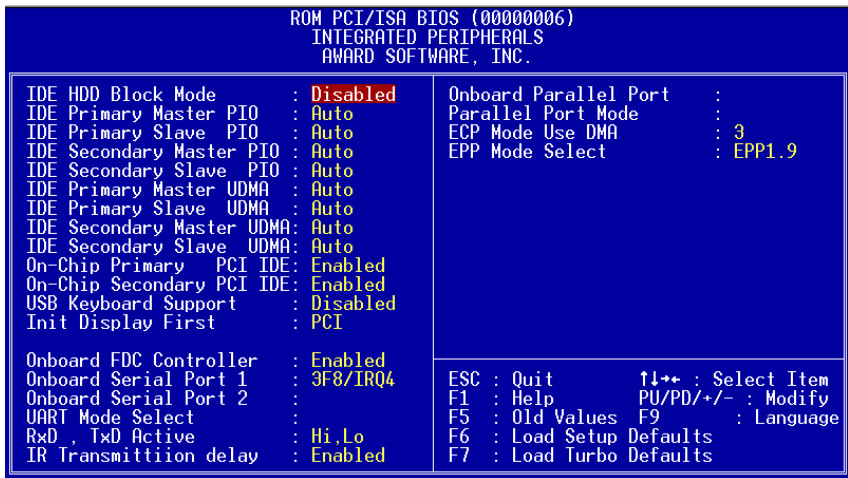 ROM PCI/ISA BIOS (00000006)
INTEGRATED PERIPHERALS
AWARD SOFTWARE, INC.
IDE HDD Block Mode : Disabled
IDE Primary Master PIO : Auto
IDE Primary Slave PIO : Auto
IDE Secondary Master PIO : Auto
IDE Secondary Slave PIO : Auto
IDE Primary Master UDMA : Auto
IDE Primary Slave UDMA : Auto
IDE Secondary Master UDMA: Auto
IDE Secondary Slave UDMA: Auto
On-Chip Primary PCI IDE: Enabled
On-Chip Secondary PCI IDE: Enabled
USB Keyboard Support : Disabled
Init Display First : PCI
Onboard FDC Controller : Enabled
Onboard Serial Port 1 : 3F8/IRQ4
Onboard Serial Port 2 :
UART Mode Select :
RxD , TxD Active : Hi,Lo
IR Transmittiion delay : Enabled
Onboard Parallel Port :
Parallel Port Mode :
ECP Mode Use DMA : 3
EPP Mode Select : EPP1.9
ESC : Quit ↑↓→← : Select Item
F1 : Help PU/PD/+/- : Modify
F5 : Old Values F9 : Language
F6 : Load Setup Defaults
F7 : Load Turbo Defaults